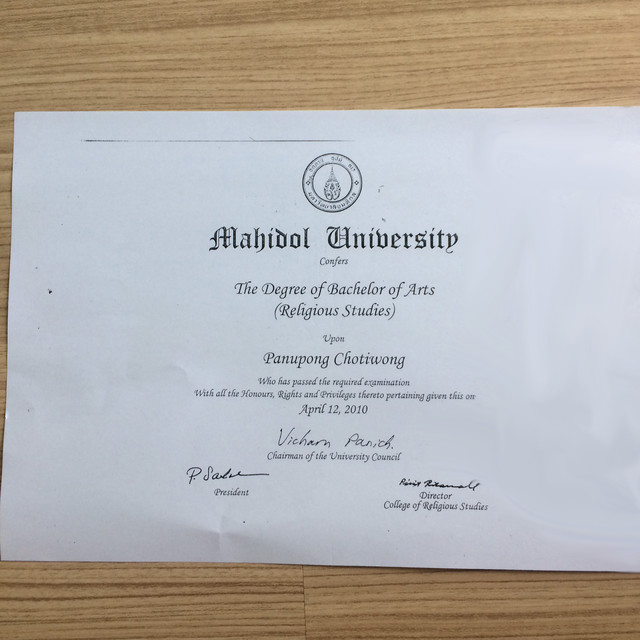 Mahidol University
Confers
The Degree of Bachelor of Arts
(Religious Studies)
Upon
Panupong Chotiwong
Who has passed the required examination
With all the Honours, Rights and Privileges thereto pertaining given this on
April 12, 2010
Vicharn Panich.
Chairman of the University Council
President
Director
College of Religious Studies